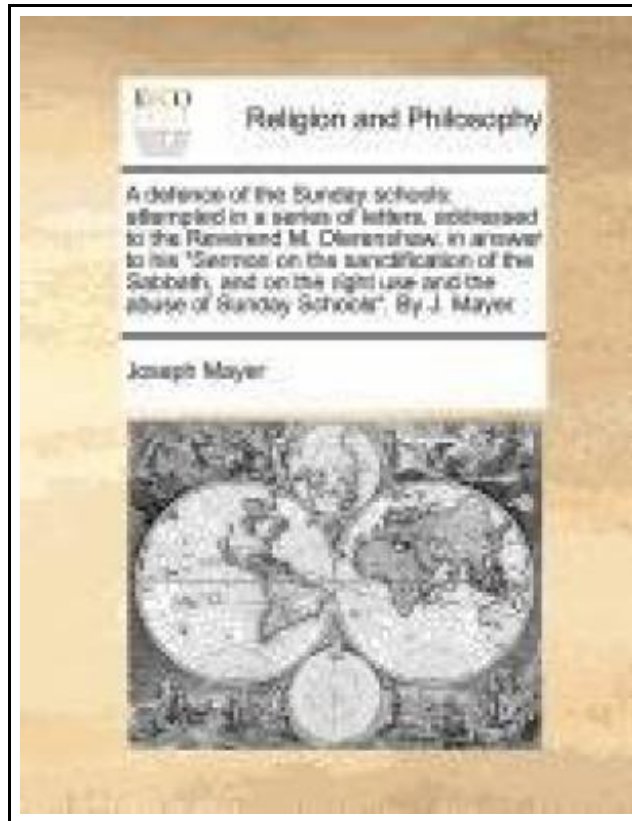 ECCO
Religion and Philosophy
A defence of the Sunday schools;
attempted in a series of letters, addressed
to the Reverend M. Olerenshaw, in answer
to his "Sermon on the sanctification of the
Sabbath, and on the right use and the
abuse of Sunday Schools". By J. Mayer.
Joseph Mayer